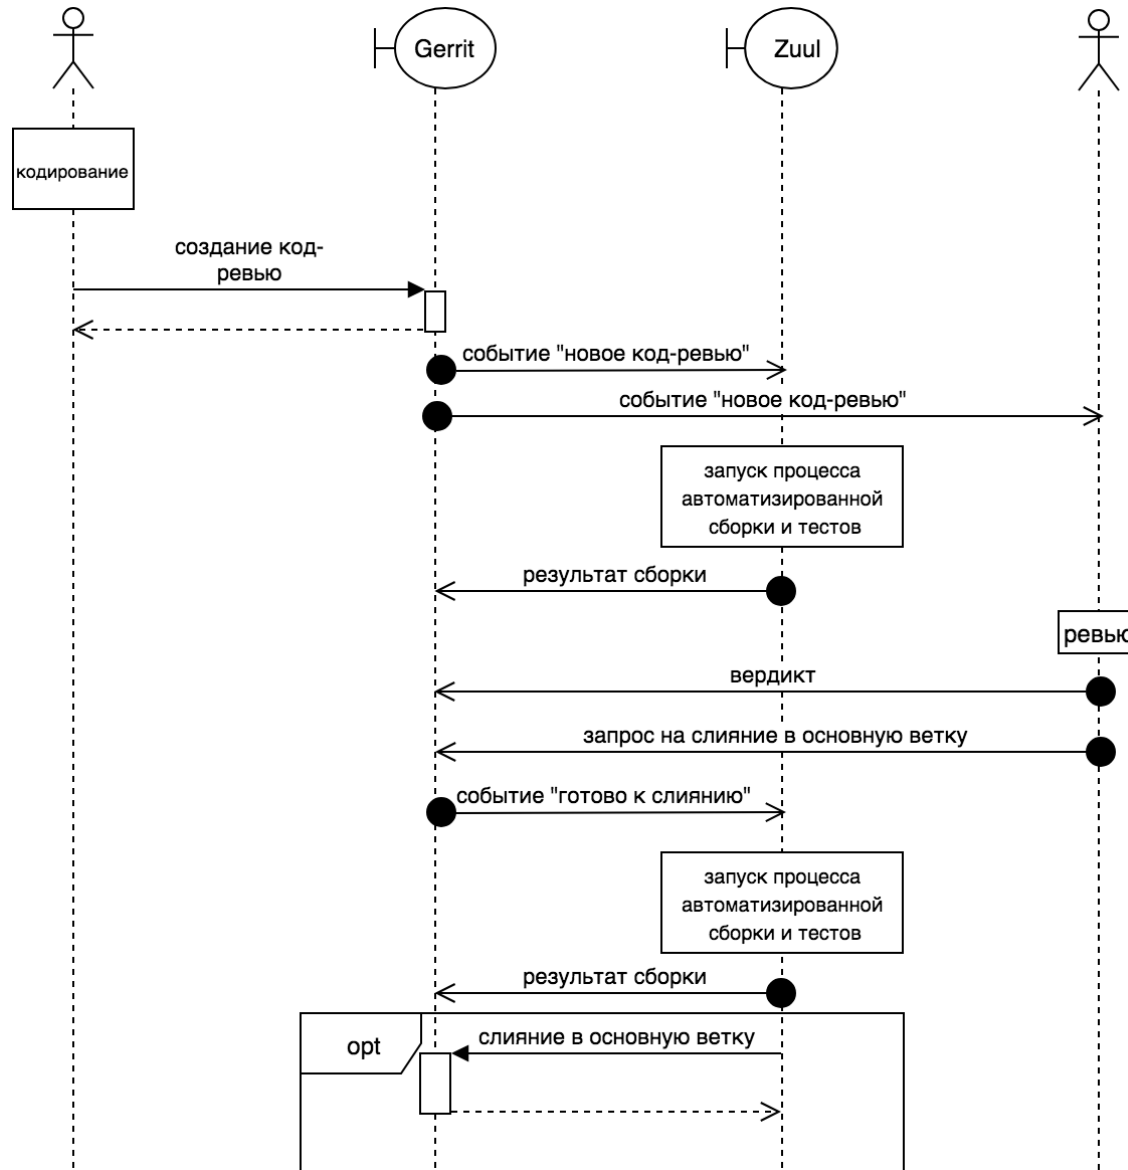 Gerrit
Zuul
кодирование
создание код-
ревью
событие "новое код-ревью"
событие "новое код-ревью"
запуск процесса
автоматизированной
сборки и тестов
результат сборки
ревью
вердикт
запрос на слияние в основную ветку
событие "готово к слиянию"
запуск процесса
автоматизированной
сборки и тестов
результат сборки
opt
слияние в основную ветку